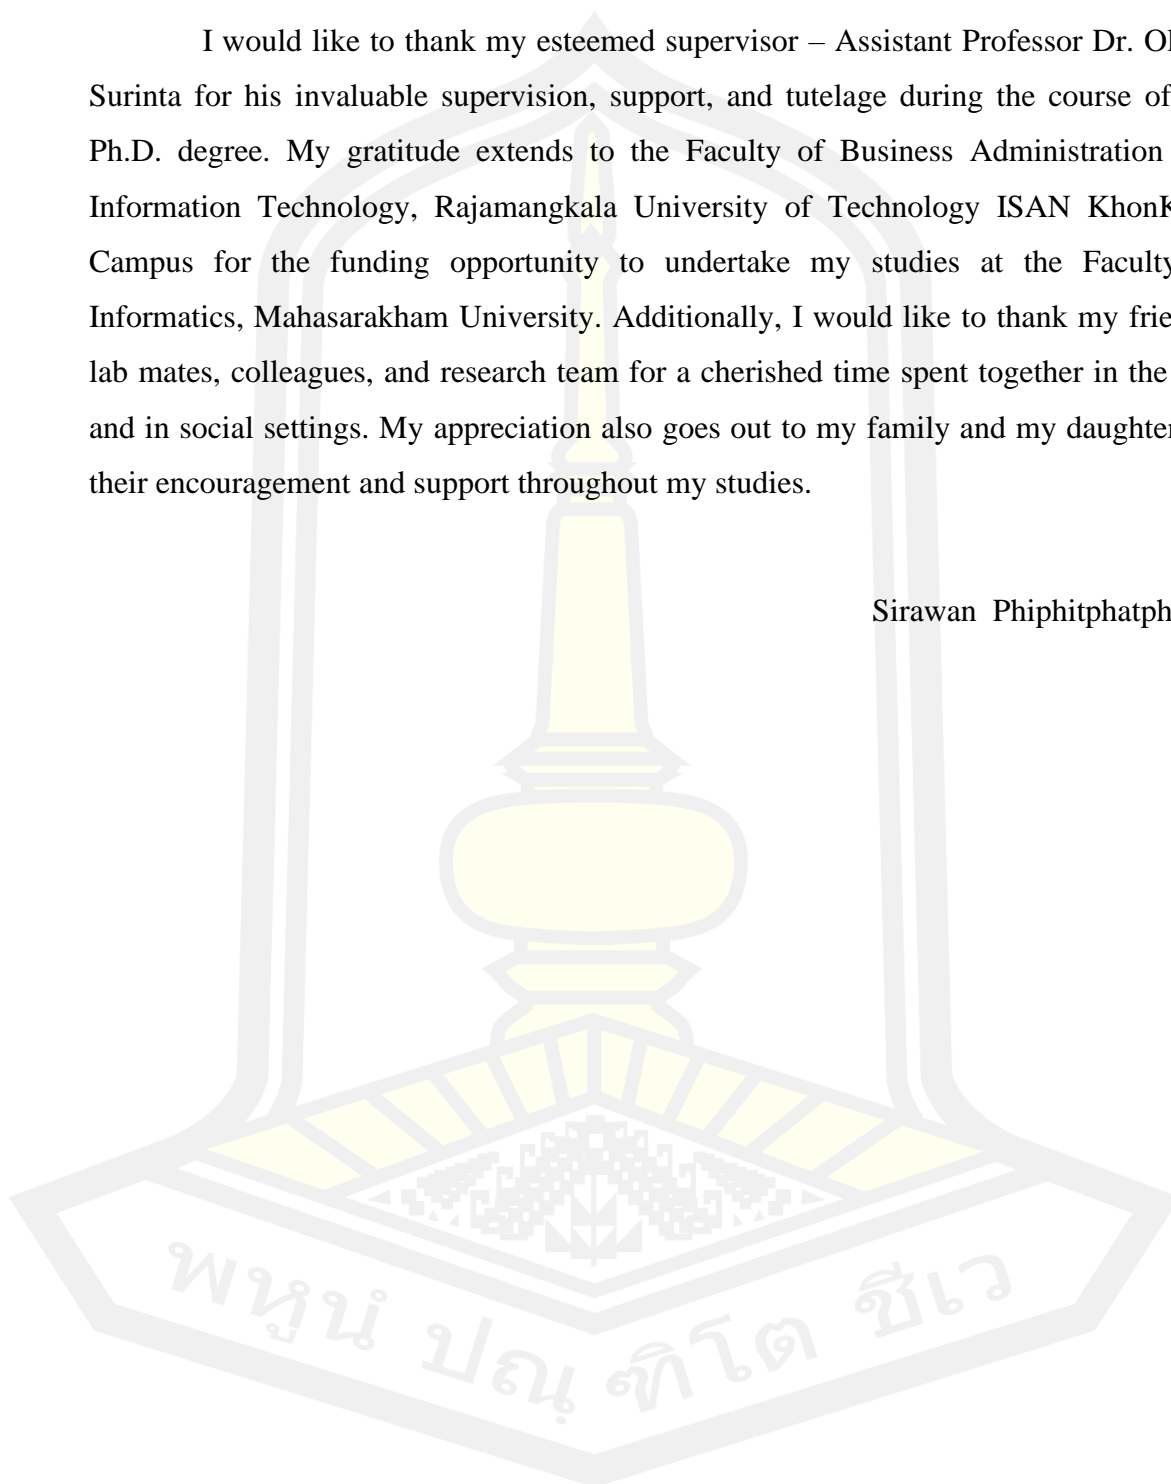 I would like to thank my esteemed supervisor – Assistant Professor Dr.
Surinta for his invaluable supervision, support, and tutelage during the course of
Ph.D. degree. My gratitude extends to the Faculty of Business Administration
Information Technology, Rajamangkala University of Technology ISAN
Campus for the funding opportunity to undertake my studies at the Faculty
Informatics, Mahasarakham University. Additionally, I would like to thank my
lab mates, colleagues, and research team for a cherished time spent together in the
and in social settings. My appreciation also goes out to my family and my daughter
their encouragement and support throughout my studies.
Sirawan
พหูนํ ปณฺฑิโต ชีเว